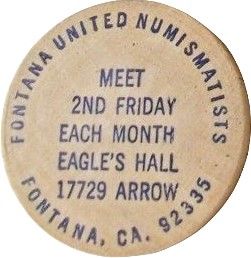 FONTANA UNITED NUMISMATISTS
MEET
2ND FRIDAY
EACH MONTH
EAGLE'S HALL
17729 ARROW
FONTANA, CA. 92335